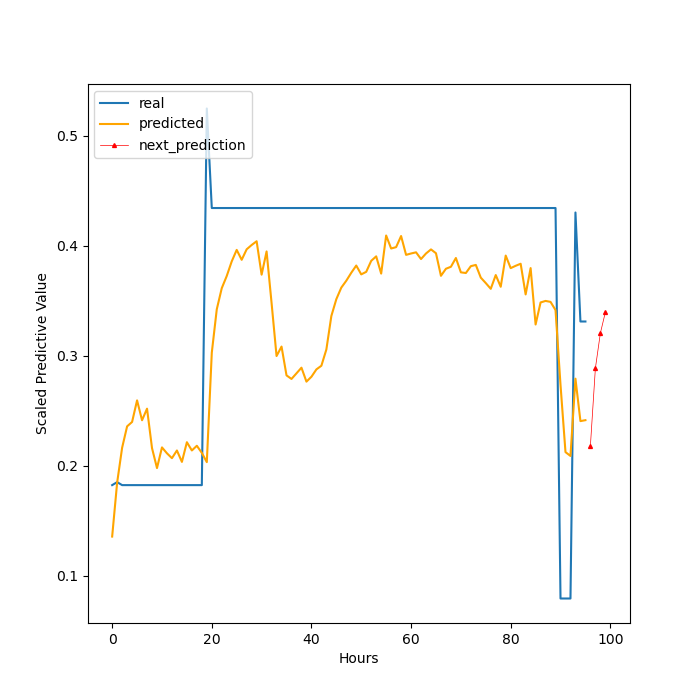 real
predicted
next_prediction
0.5
0.4
0.3
0.2
0.1
Scaled Predictive Value
0 20 40 60 80 100
Hours